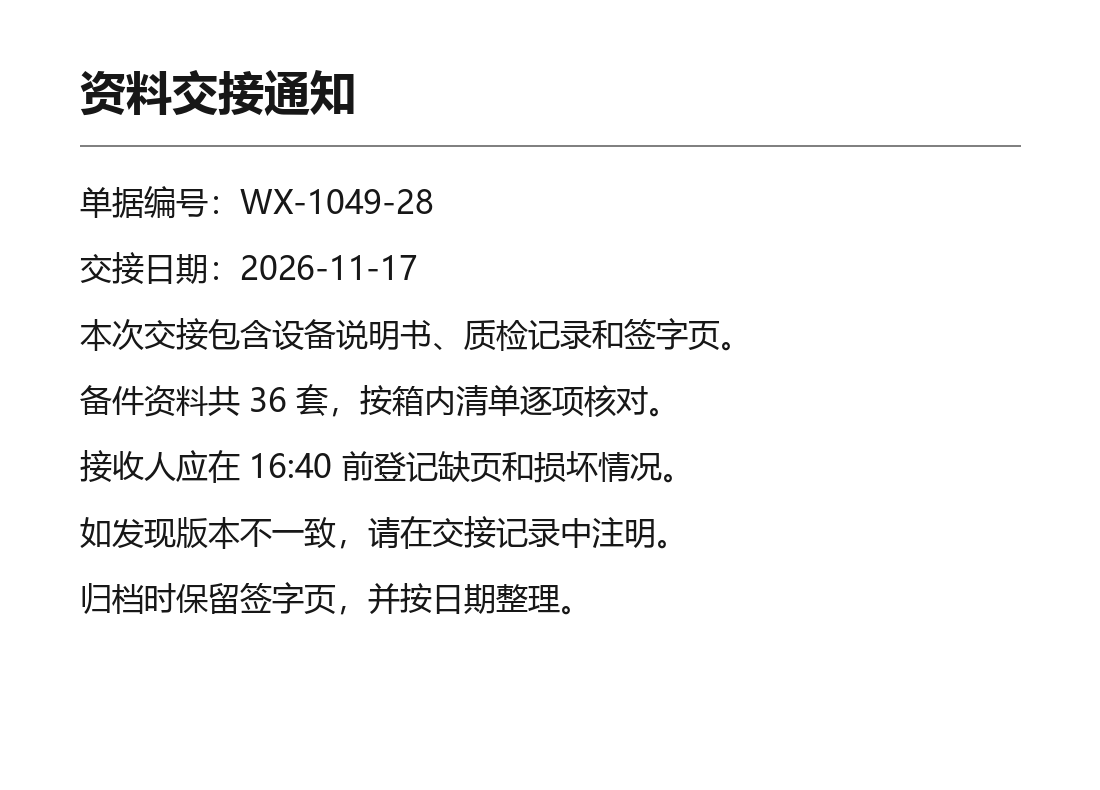 资料交接通知
单据编号：WX-1049-28
交接日期：2026-11-17
本次交接包含设备说明书、质检记录和签字页。
备件资料共 36 套，按箱内清单逐项核对。
接收人应在 16:40 前登记缺页和损坏情况。
如发现版本不一致，请在交接记录中注明。
归档时保留签字页，并按日期整理。